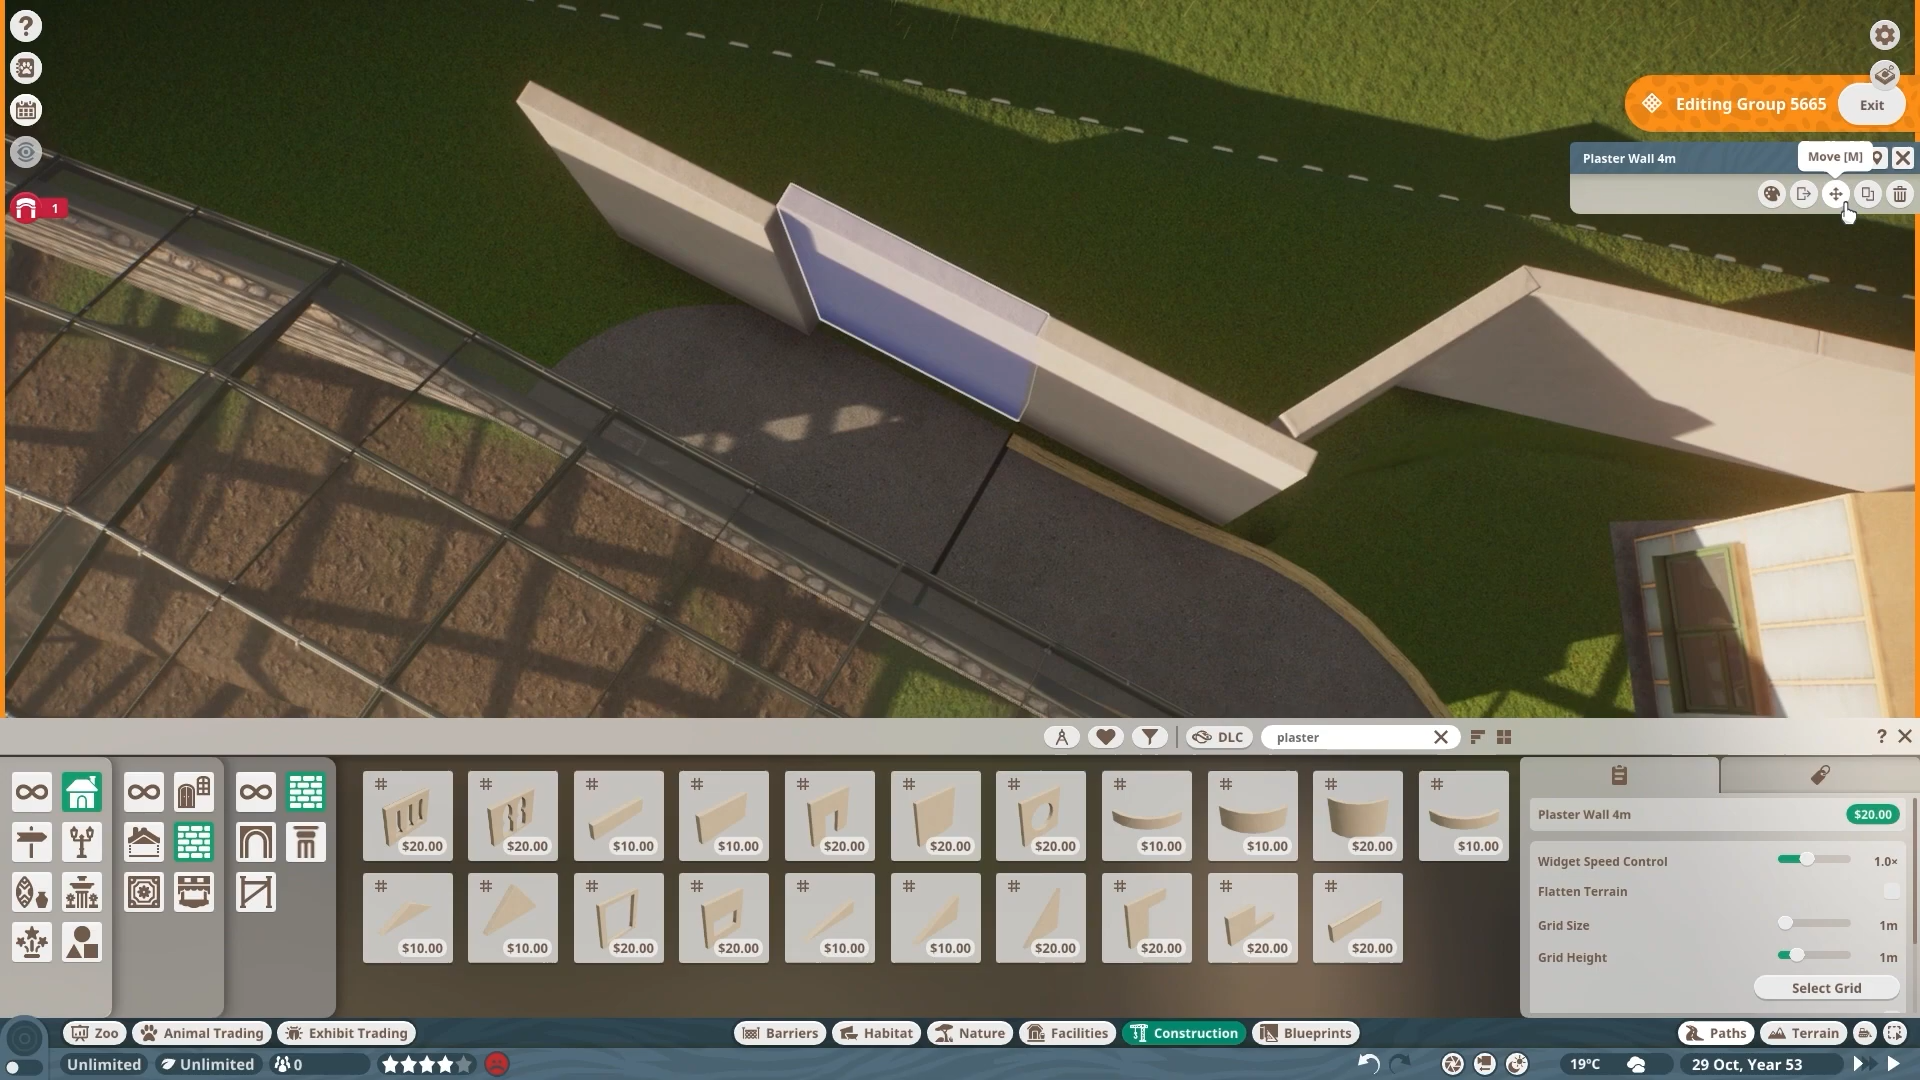 ?
Editing Group 5665
Exit
Plaster Wall 4m
Move [M]
1
DLC
plaster
?
$20.00
$20.00
$10.00
$10.00
$20.00
$20.00
$20.00
$10.00
$10.00
$20.00
$10.00
$10.00
$10.00
$20.00
$20.00
$10.00
$10.00
$20.00
$20.00
$20.00
$20.00
Plaster Wall 4m
$20.00
Widget Speed Control
1.0×
Flatten Terrain
Grid Size
1m
Grid Height
1m
Select Grid
Zoo
Animal Trading
Exhibit Trading
Barriers
Habitat
Nature
Facilities
Construction
Blueprints
Paths
Terrain
Unlimited
Unlimited
0
19°C
29 Oct, Year 53